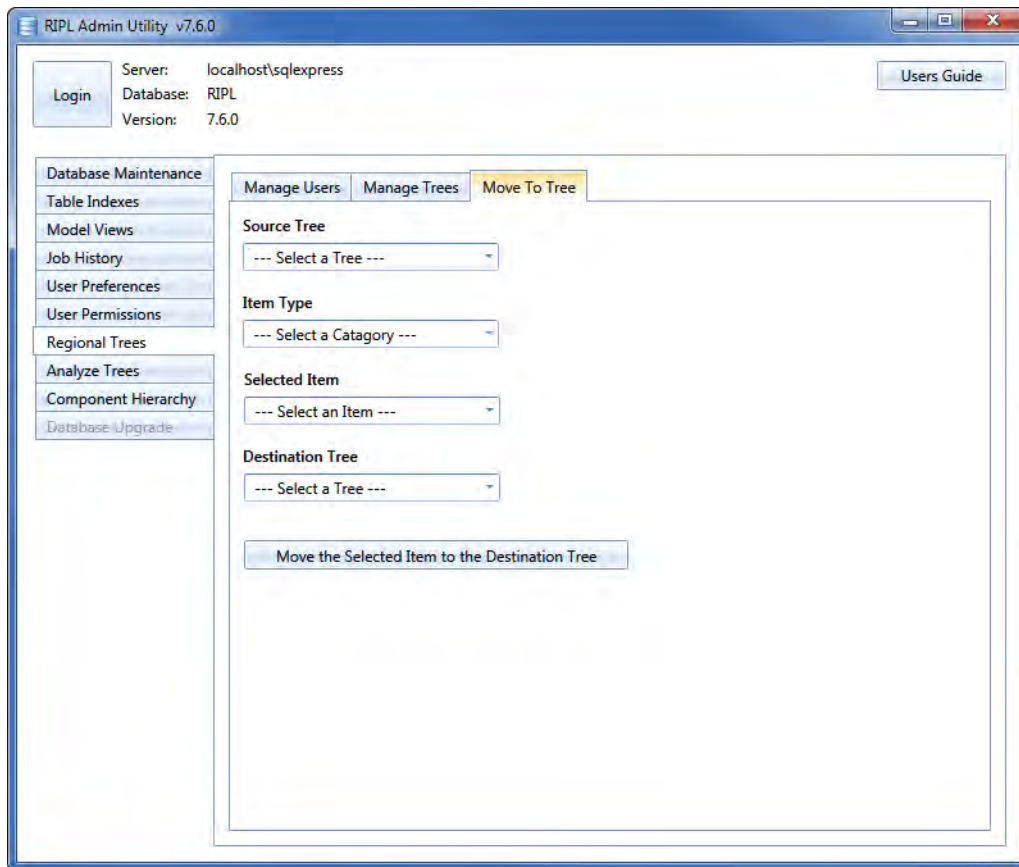 RIPL Admin Utility v7.6.0
Login
Server: localhost\sqlexpress
Database: RIPL
Version: 7.6.0
Users Guide
Database Maintenance
Table Indexes
Model Views
Job History
User Preferences
User Permissions
Regional Trees
Analyze Trees
Component Hierarchy
Database Upgrade
Manage Users Manage Trees Move To Tree
Source Tree
--- Select a Tree ---
Item Type
--- Select a Catagory ---
Selected Item
--- Select an Item ---
Destination Tree
--- Select a Tree ---
Move the Selected Item to the Destination Tree